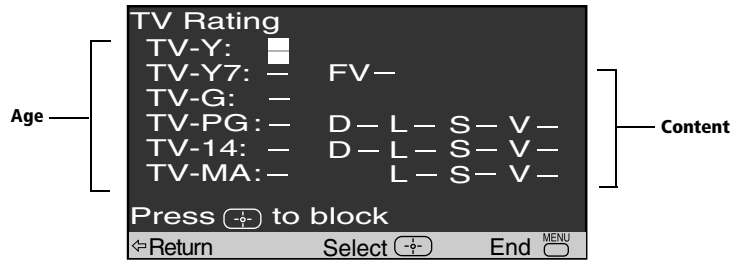 TV Rating
TV-Y: –
TV-Y7: – FV –
TV-G: –
TV-PG: – D – L – S – V –
TV-14: – D – L – S – V –
TV-MA: – L – S – V –
Age
Content
Press to block
Return Select End MENU